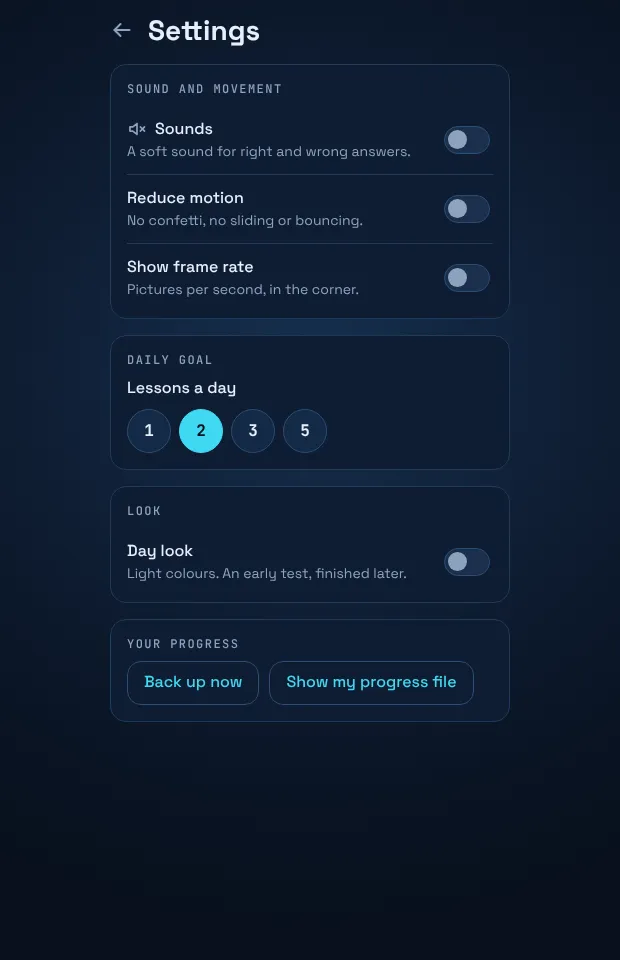 Settings
SOUND AND MOVEMENT
Sounds
A soft sound for right and wrong answers.
Reduce motion
No confetti, no sliding or bouncing.
Show frame rate
Pictures per second, in the corner.
DAILY GOAL
Lessons a day
1 2 3 5
LOOK
Day look
Light colours. An early test, finished later.
YOUR PROGRESS
Back up now Show my progress file